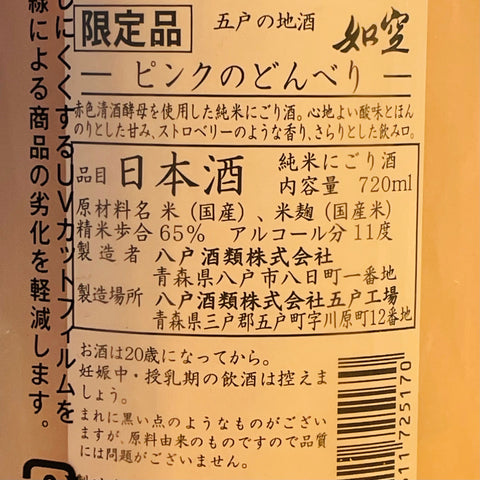 限定品
五戸の地酒
如空
ピンクのどんべり
赤色清酒酵母を使用した純米にごり酒。心地よい酸味とほん
のりとした甘み、ストロベリーのような香り、さらりとした飲み口。
品目 日本酒 純米にごり酒
内容量 720ml
原材料名 米(国産)、米麹(国産米)
精米歩合 65% アルコール分 11度
製造者 八戸酒類株式会社
青森県八戸市八日町一番地
製造場所 八戸酒類株式会社五戸工場
青森県三戸郡五戸町字川原町12番地
お酒は20歳になってから。
妊娠中・授乳期の飲酒は控えま
しょう。
まれに黒い点のようなものがござい
ますが、原料由来のものですので品質
には問題がございません。
725170
しにくくするUVカットフィルムを
線による商品の劣化を軽減します。